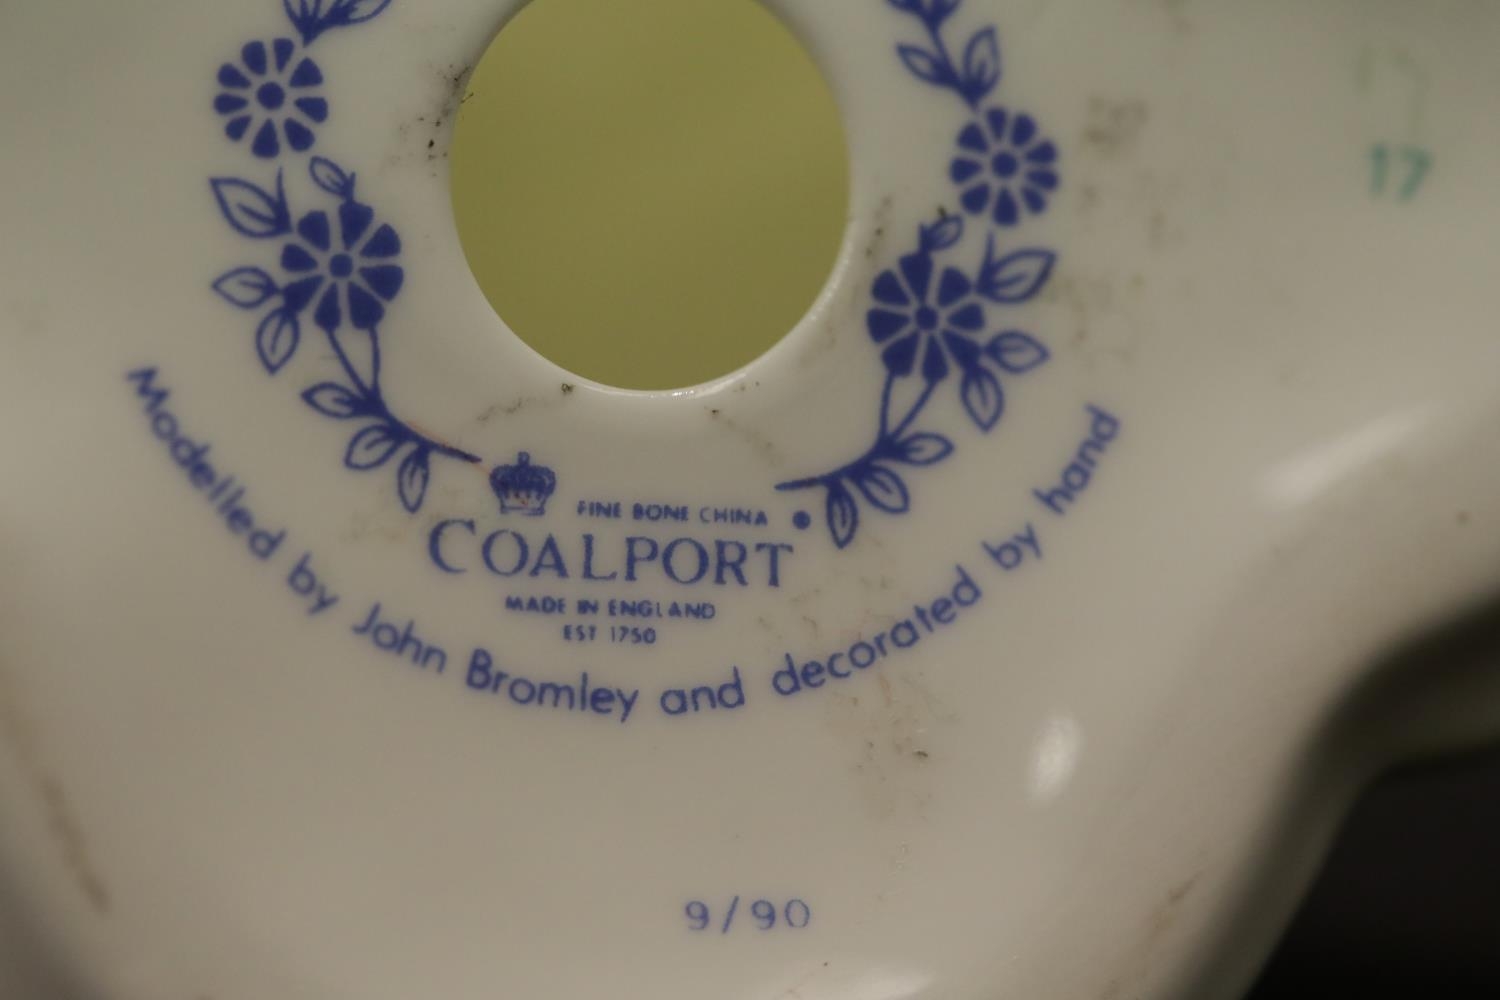 FINE BONE CHINA
COALPORT
MADE IN ENGLAND
EST 1750
Modelled by John Bromley and decorated by hand
9/90
17